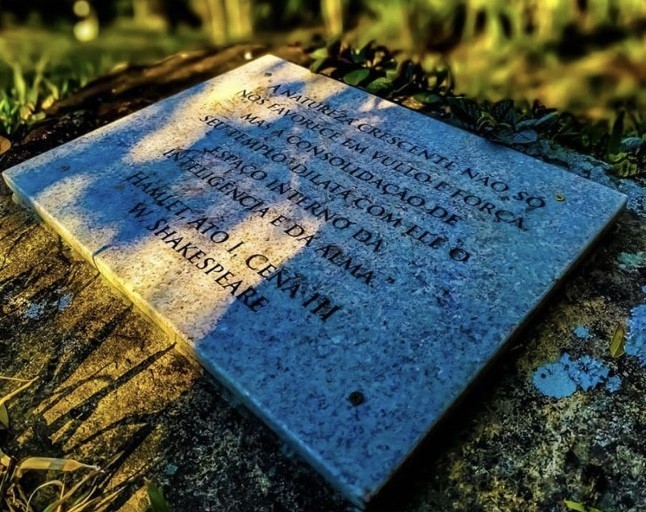 "A NATUREZA CRESCENTE, NÃO SÓ
NOS FAVORECE EM VULTO E FORÇA.
MAS A CONSOLIDAÇÃO DE
SEU TEMPLO DILATA COM ELE O
ESPAÇO INTERNO DA
INTELIGÊNCIA E DA ALMA."
HAMLET, ATO I, CENA III
W. SHAKESPEARE